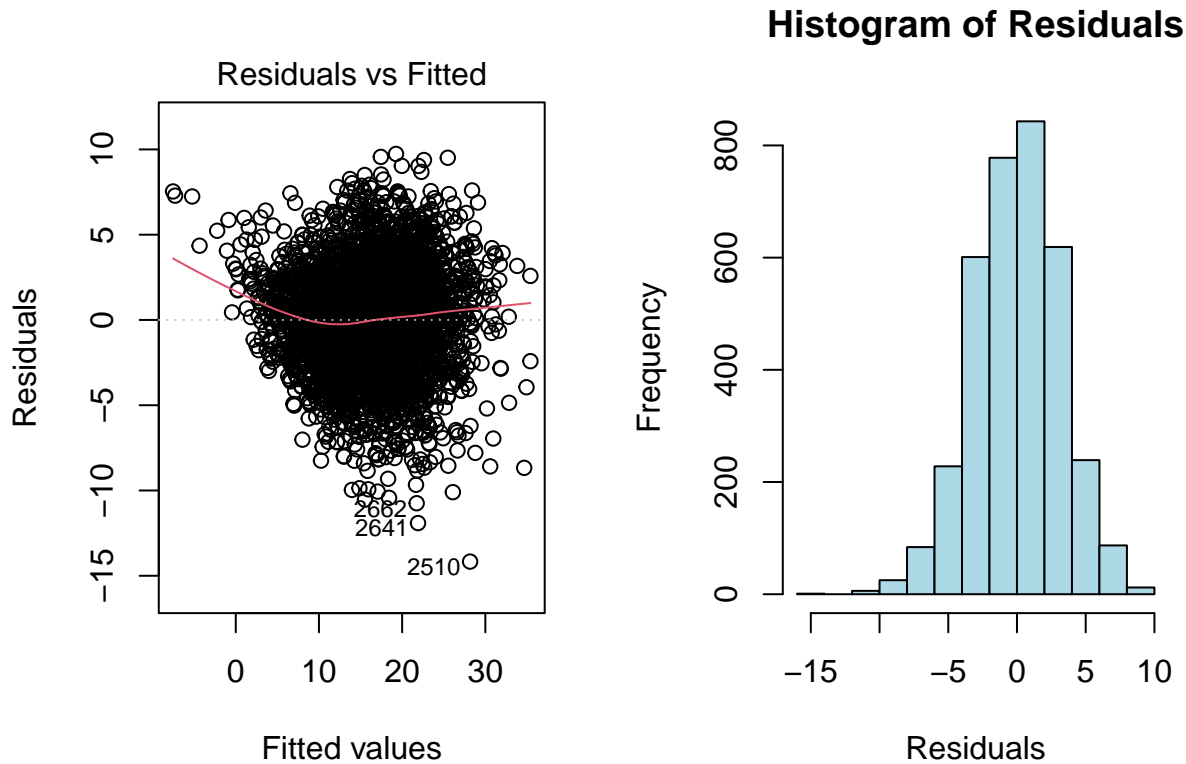 Residuals vs Fitted
Residuals
10
5
0
−5
−10
−15
2662
2641
2510
0 10 20 30
Fitted values
Histogram of Residuals
Frequency
800
600
400
200
0
−15 −5 0 5 10
Residuals